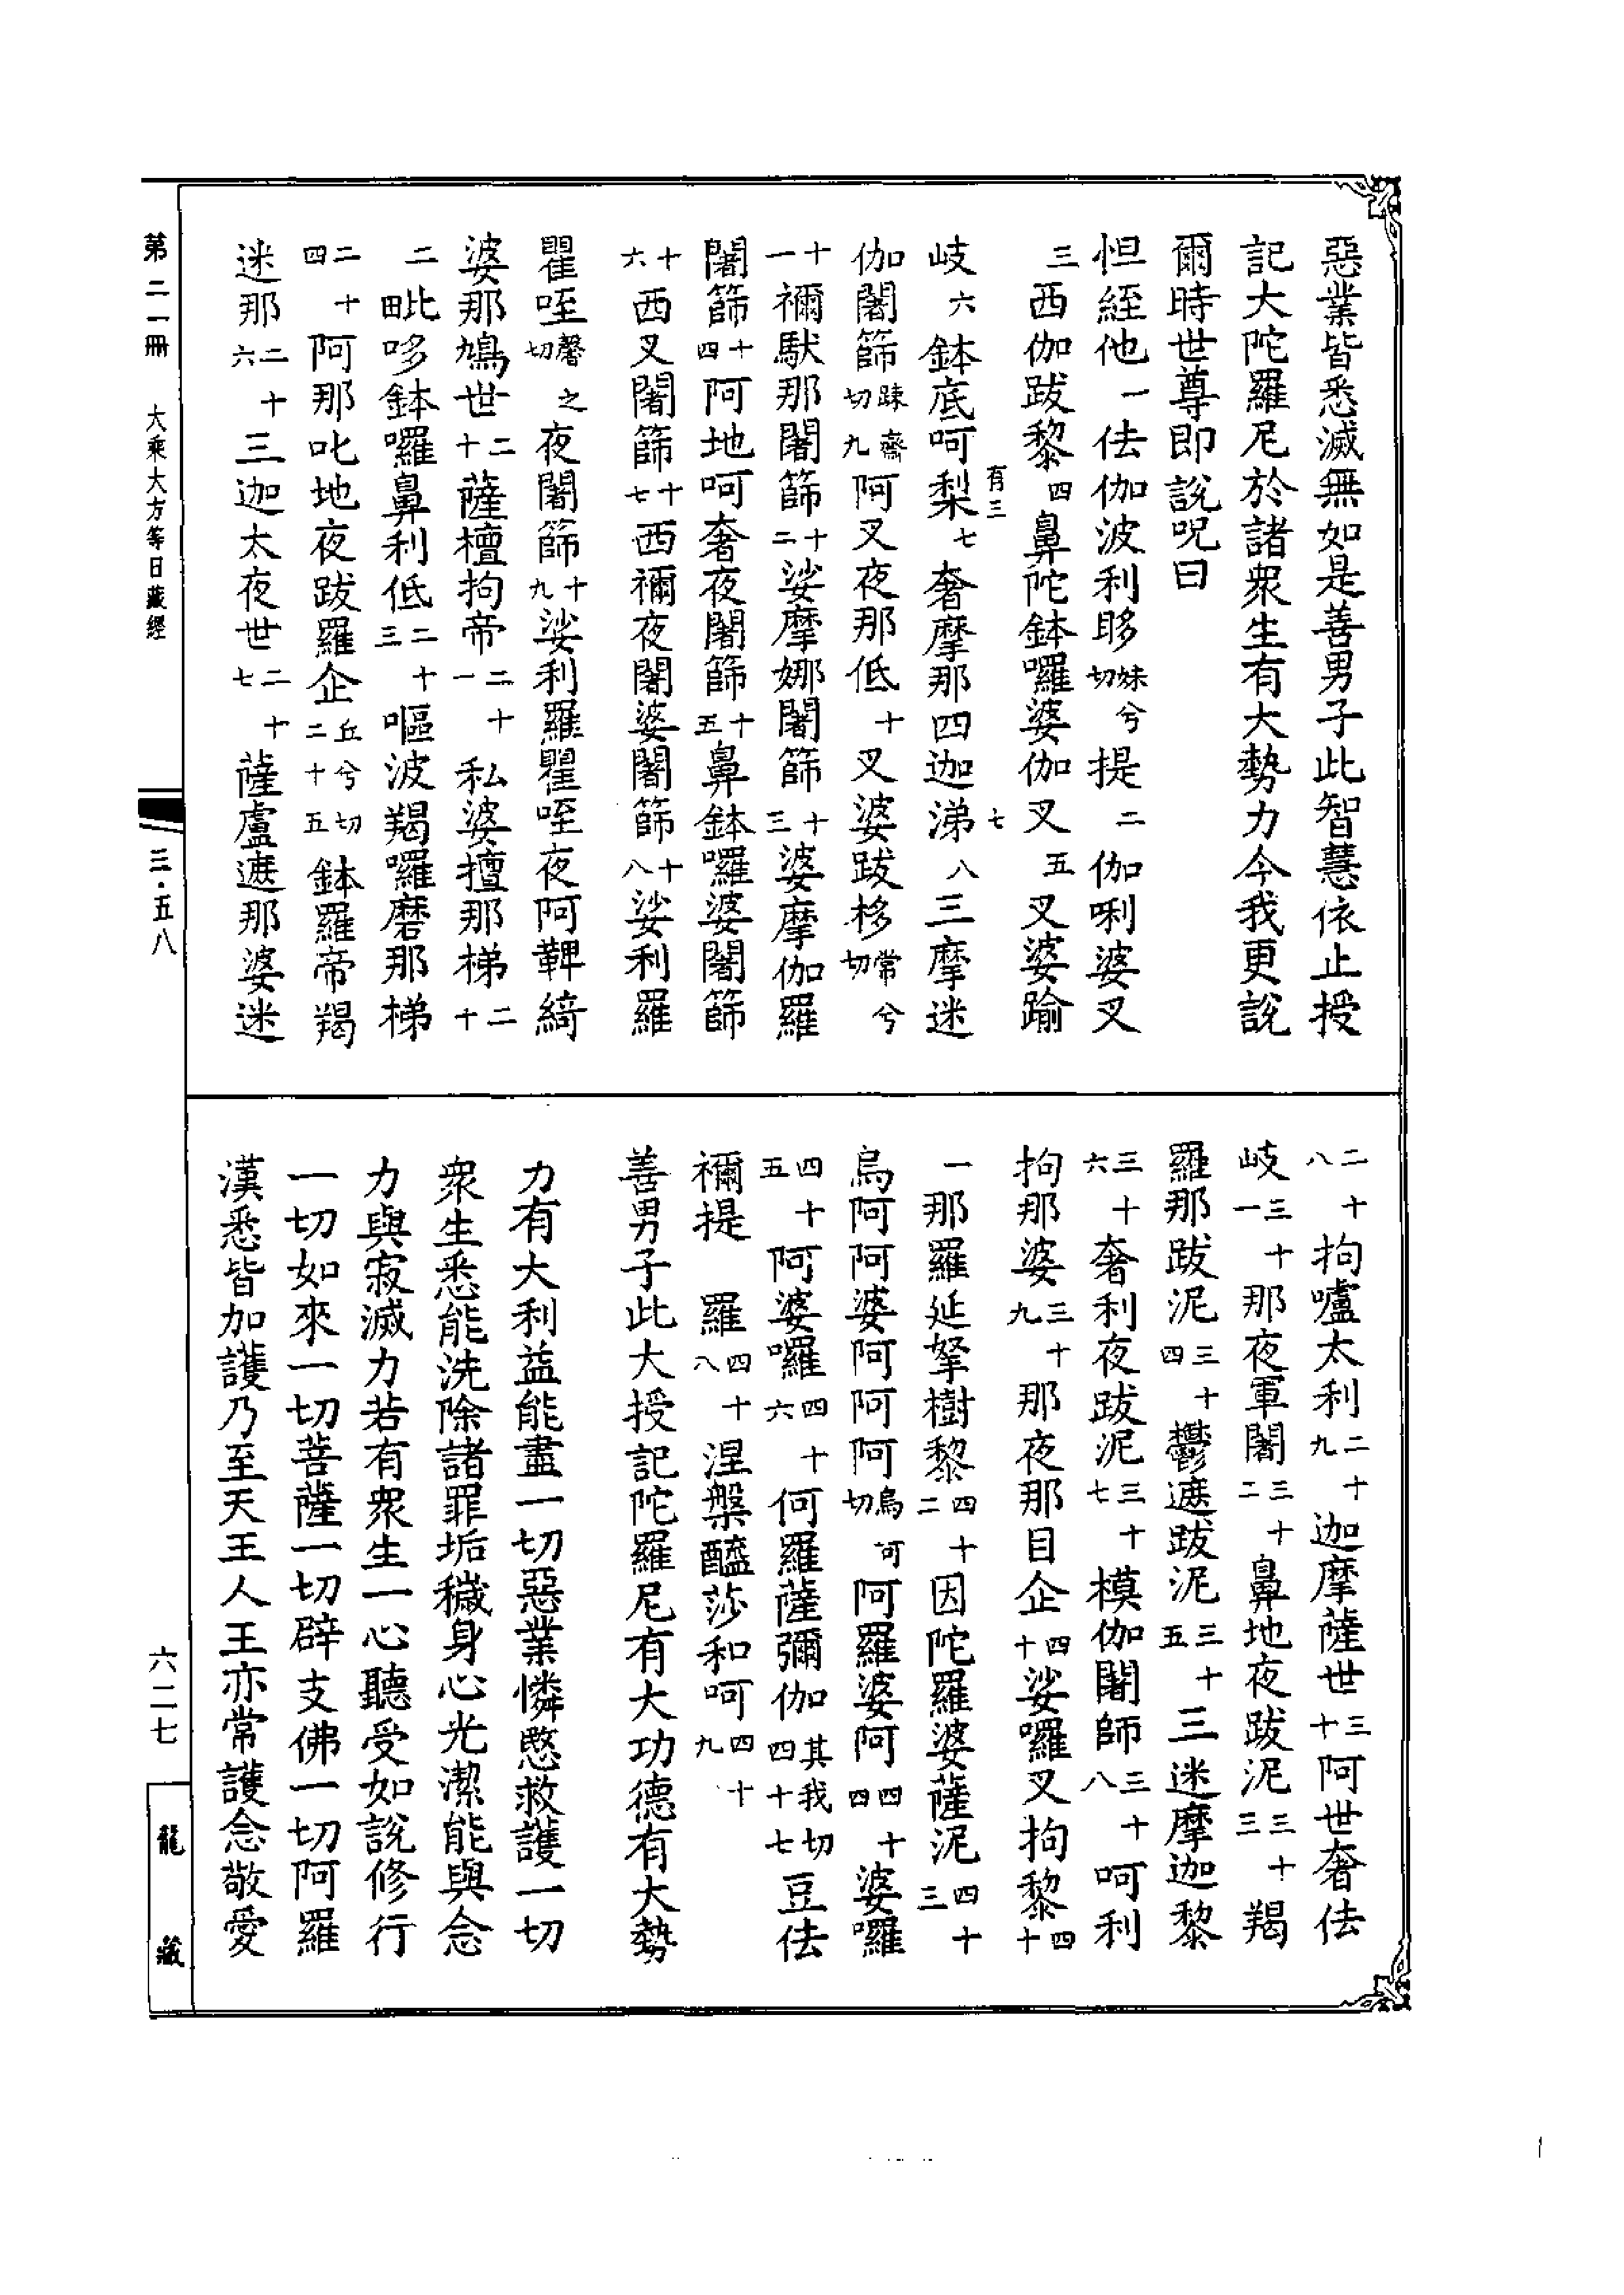 惡業皆悉滅無如是善男子此智慧依止授
記大陀羅尼於諸衆生有大勢力今我更說
爾時世尊即說呪曰
怛絰他一佉伽波利眵妹兮切提二伽唎婆叉
三西伽跋黎四鼻陀鉢囉婆伽叉五叉婆踰
岐六鉢底呵梨七奢摩那四迦涕八三摩迷
有三 七
伽闍篩疎齋切九阿叉夜那低十叉婆跋栘常兮切
十一禰馱那闍篩十二娑摩娜闍篩十三婆摩伽羅
闍篩十四阿地呵奢夜闍篩十五鼻鉢囉婆闍篩
十六西叉闍篩十七西禰夜闍婆闍篩十八娑利羅
瞿咥馨之切夜闍篩十九娑利羅瞿咥夜阿鞞綺
婆那鳩世二十薩檀拘帝二十一私婆擅那梯二十
二毗哆鉢囉鼻利低二十三嘔波羯囉磨那梯
二十四阿那叱地夜跋羅企丘兮切二十五鉢羅帝羯
迷那二十六三迦太夜世二十七薩盧遮那婆迷
二十八拘嚧太利二十九迦摩薩世三十阿世奢佉
岐三十一那夜軍闍三十二鼻地夜跋泥三十三羯
羅那跋泥三十四鬱遮跋泥三十五三迷摩迦黎
三十六奢利夜跋泥三十七模伽闍師三十八呵利
拘那婆三十九那夜那目企四十娑囉叉拘黎四十
一那羅延拏樹黎四十二因陀羅婆薩泥四十三
烏阿阿婆阿阿阿烏可切阿羅婆阿四十四婆囉
四十五阿婆囉四十六何羅薩彌伽其我切四十七豆佉
禰提 羅四十八涅槃醯莎和呵四十九
善男子此大授記陀羅尼有大功德有大勢
力有大利益能盡一切惡業憐愍救護一切
衆生悉能洗除諸罪垢穢身心光潔能與念
力與寂滅力若有衆生一心聽受如說修行
一切如來一切菩薩一切辟支佛一切阿羅
漢悉皆加護乃至天王人王亦常護念敬愛
第二一冊 大乘大方等日藏經
三·五八
六二七
龍藏